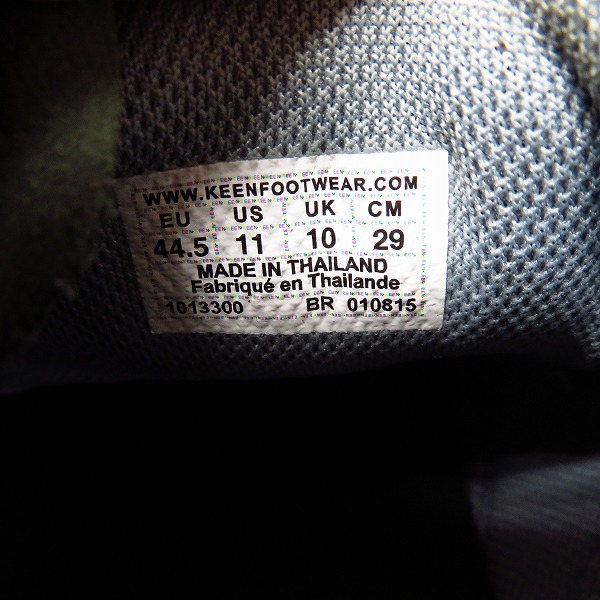 WWW.KEENFOOTWEAR.COM
EU US UK CM
44.5 11 10 29
MADE IN THAILAND
Fabriqué en Thailande
1013300 BR 010815